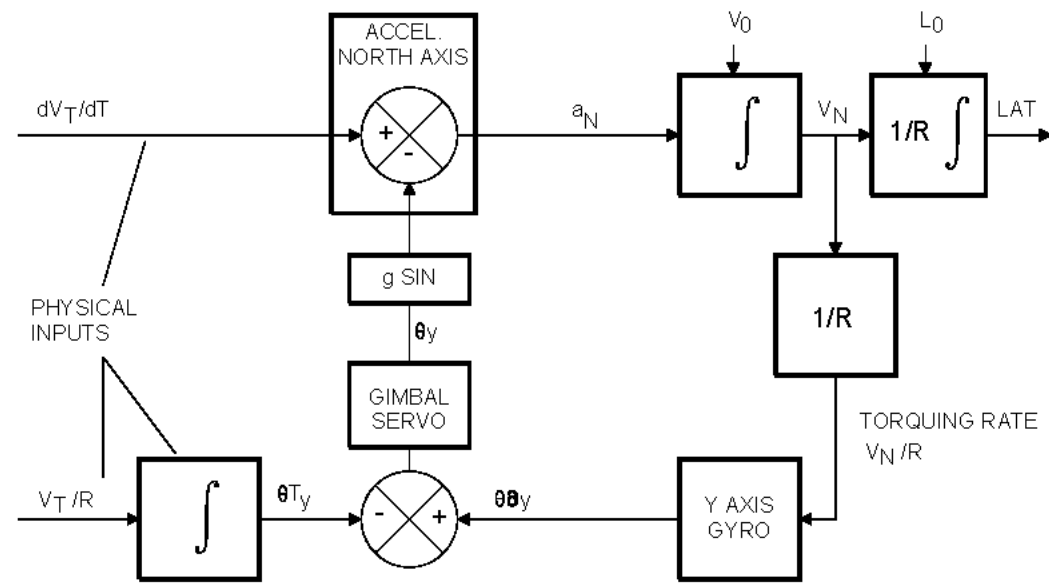 ACCEL.
NORTH AXIS
V0
L0
dVT/dT
+
-
aN
∫
VN
1/R ∫
LAT
g SIN
PHYSICAL
INPUTS
θy
1/R
GIMBAL
SERVO
TORQUING RATE
VN/R
VT/R
∫
θTy
-
+
Y AXIS
GYRO